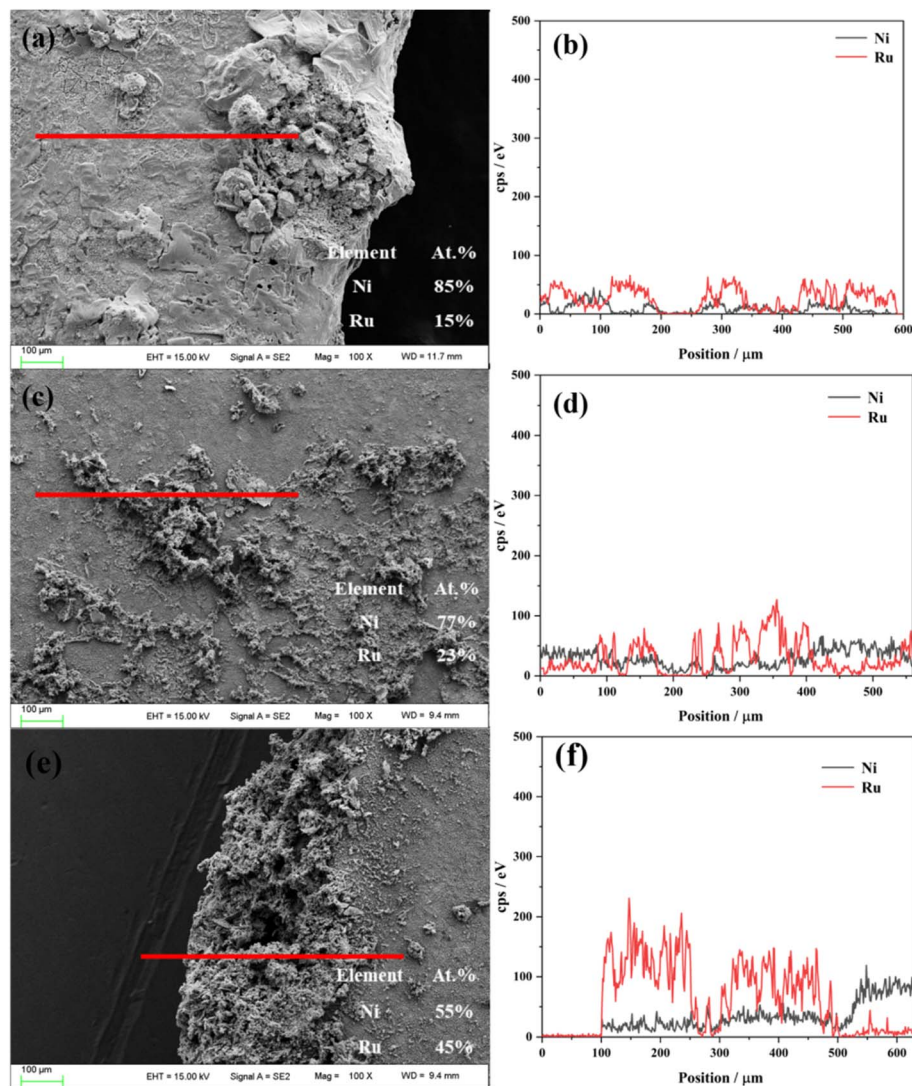 (a)
Element At.%
Ni 85%
Ru 15%
100 μm
EHT = 15.00 kV Signal A = SE2 Mag = 100 X WD = 11.7 mm
(b)
Ni
Ru
500
400
300
200
100
50
0
cps / eV
0 100 200 300 400 500 600
Position / μm
(c)
Element At.%
Ni 77%
Ru 23%
100 μm
EHT = 15.00 kV Signal A = SE2 Mag = 100 X WD = 9.4 mm
(d)
Ni
Ru
500
400
300
200
100
0
cps / eV
0 100 200 300 400 500
Position / μm
(e)
Element At.%
Ni 55%
Ru 45%
100 μm
EHT = 15.00 kV Signal A = SE2 Mag = 100 X WD = 9.4 mm
(f)
Ni
Ru
500
400
300
200
100
0
cps / eV
0 100 200 300 400 500 600
Position / μm